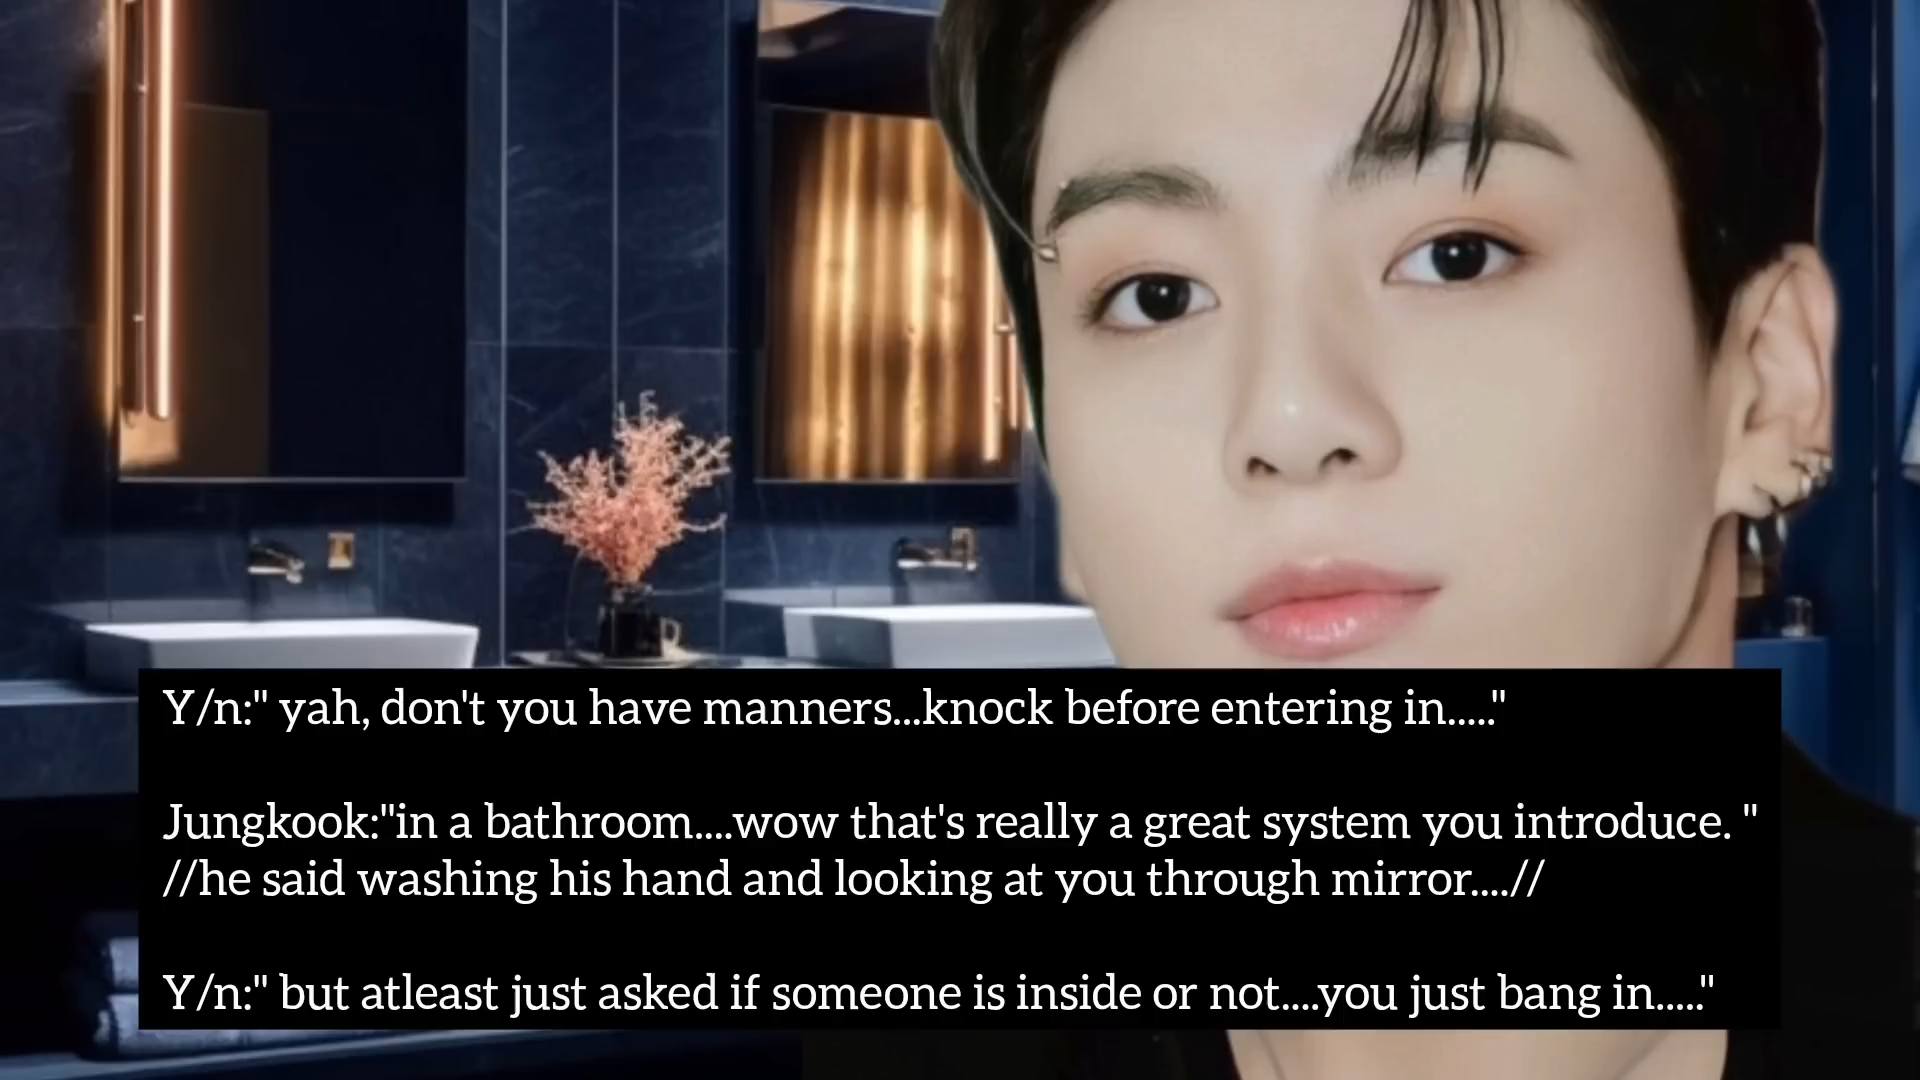 Y/n:" yah, don't you have manners...knock before entering in....."
Jungkook:"in a bathroom....wow that's really a great system you introduce. "
//he said washing his hand and looking at you through mirror....//
Y/n:" but atleast just asked if someone is inside or not....you just bang in....."